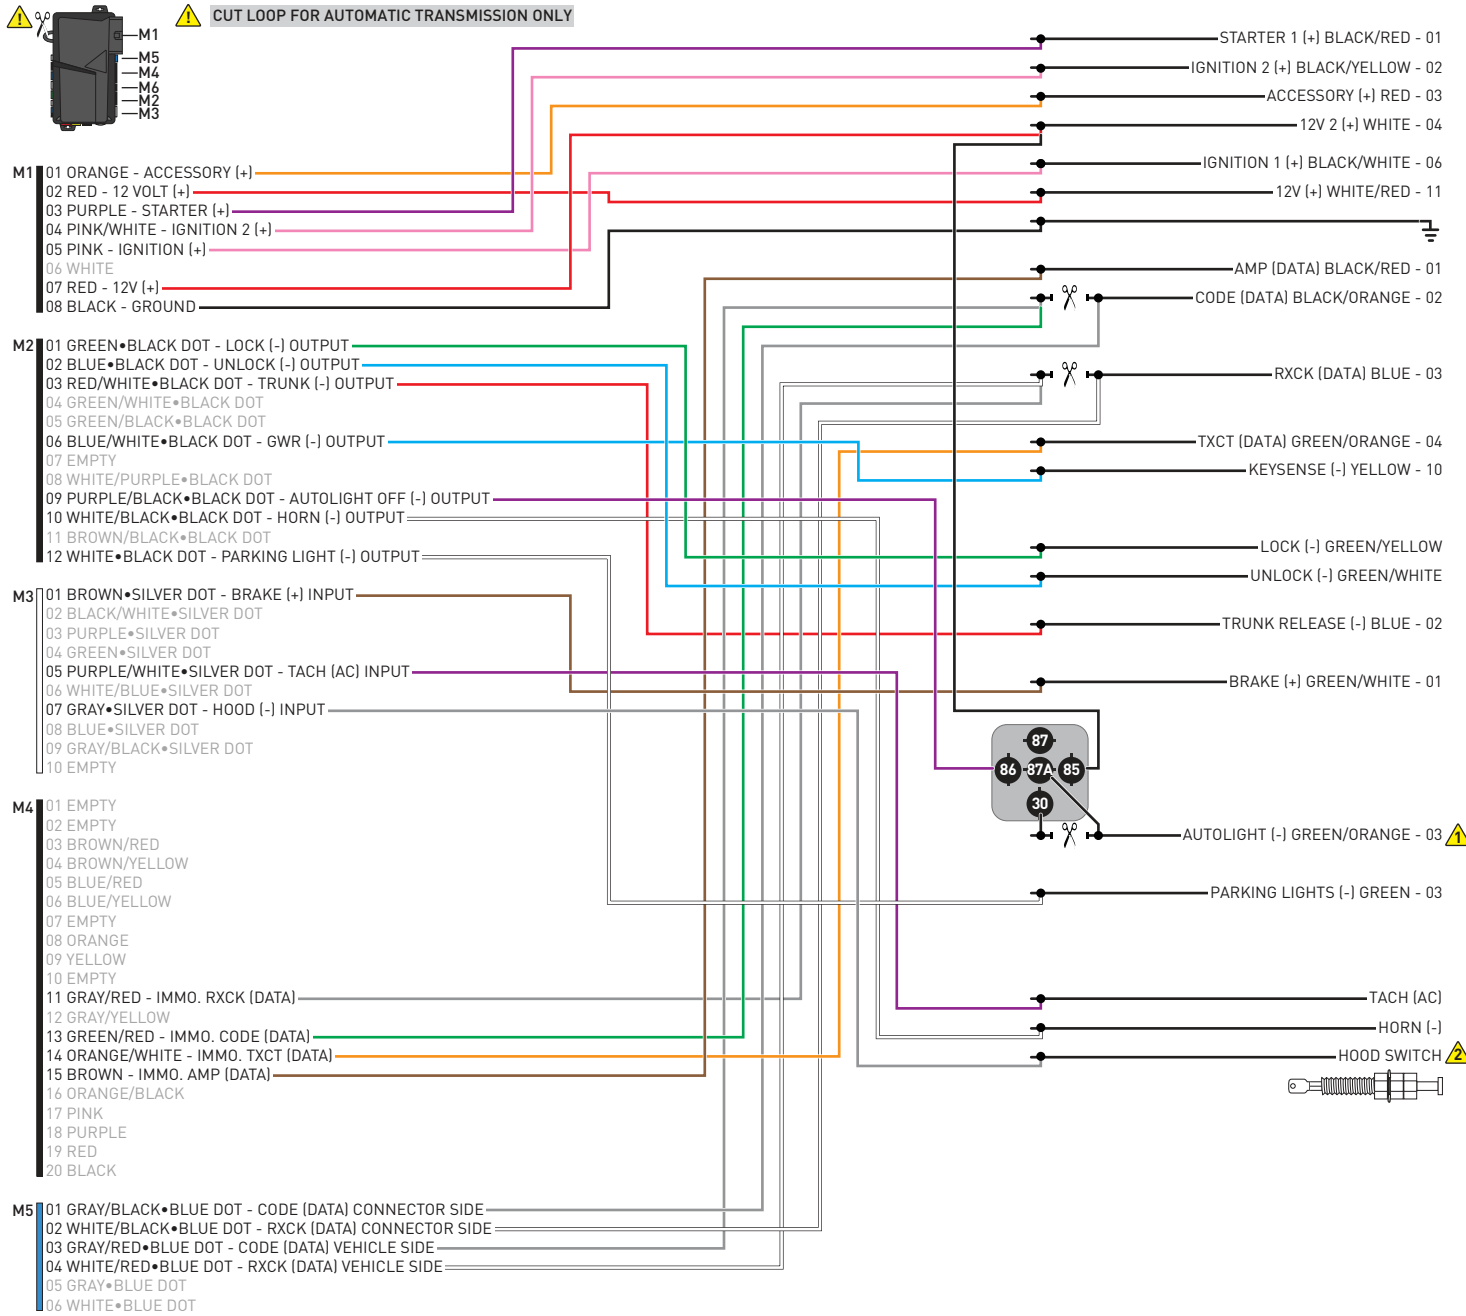 CUT LOOP FOR AUTOMATIC TRANSMISSION ONLY
M1
M5
M4
M6
M2
M3
STARTER 1 (+) BLACK/RED - 01
IGNITION 2 (+) BLACK/YELLOW - 02
ACCESSORY (+) RED - 03
12V 2 (+) WHITE - 04
IGNITION 1 (+) BLACK/WHITE - 06
12V (+) WHITE/RED - 11
AMP (DATA) BLACK/RED - 01
CODE (DATA) BLACK/ORANGE - 02
RXCK (DATA) BLUE - 03
TXCT (DATA) GREEN/ORANGE - 04
KEYSENSE (-) YELLOW - 10
LOCK (-) GREEN/YELLOW
UNLOCK (-) GREEN/WHITE
TRUNK RELEASE (-) BLUE - 02
BRAKE (+) GREEN/WHITE - 01
87
86 87A 85
30
AUTOLIGHT (-) GREEN/ORANGE - 03 1
PARKING LIGHTS (-) GREEN - 03
TACH (AC)
HORN (-)
HOOD SWITCH 2
M1
01 ORANGE - ACCESSORY (+)
02 RED - 12 VOLT (+)
03 PURPLE - STARTER (+)
04 PINK/WHITE - IGNITION 2 (+)
05 PINK - IGNITION (+)
06 WHITE
07 RED - 12V (+)
08 BLACK - GROUND
M2
01 GREEN•BLACK DOT - LOCK (-) OUTPUT
02 BLUE•BLACK DOT - UNLOCK (-) OUTPUT
03 RED/WHITE•BLACK DOT - TRUNK (-) OUTPUT
04 GREEN/WHITE•BLACK DOT
05 GREEN/BLACK•BLACK DOT
06 BLUE/WHITE•BLACK DOT - GWR (-) OUTPUT
07 EMPTY
08 WHITE/PURPLE•BLACK DOT
09 PURPLE/BLACK•BLACK DOT - AUTOLIGHT OFF (-) OUTPUT
10 WHITE/BLACK•BLACK DOT - HORN (-) OUTPUT
11 BROWN/BLACK•BLACK DOT
12 WHITE•BLACK DOT - PARKING LIGHT (-) OUTPUT
M3
01 BROWN•SILVER DOT - BRAKE (+) INPUT
02 BLACK/WHITE•SILVER DOT
03 PURPLE•SILVER DOT
04 GREEN•SILVER DOT
05 PURPLE/WHITE•SILVER DOT - TACH (AC) INPUT
06 WHITE/BLUE•SILVER DOT
07 GRAY•SILVER DOT - HOOD (-) INPUT
08 BLUE•SILVER DOT
09 GRAY/BLACK•SILVER DOT
10 EMPTY
M4
01 EMPTY
02 EMPTY
03 BROWN/RED
04 BROWN/YELLOW
05 BLUE/RED
06 BLUE/YELLOW
07 EMPTY
08 ORANGE
09 YELLOW
10 EMPTY
11 GRAY/RED - IMMO. RXCK (DATA)
12 GRAY/YELLOW
13 GREEN/RED - IMMO. CODE (DATA)
14 ORANGE/WHITE - IMMO. TXCT (DATA)
15 BROWN - IMMO. AMP (DATA)
16 ORANGE/BLACK
17 PINK
18 PURPLE
19 RED
20 BLACK
M5
01 GRAY/BLACK•BLUE DOT - CODE (DATA) CONNECTOR SIDE
02 WHITE/BLACK•BLUE DOT - RXCK (DATA) CONNECTOR SIDE
03 GRAY/RED•BLUE DOT - CODE (DATA) VEHICLE SIDE
04 WHITE/RED•BLUE DOT - RXCK (DATA) VEHICLE SIDE
05 GRAY•BLUE DOT
06 WHITE•BLUE DOT